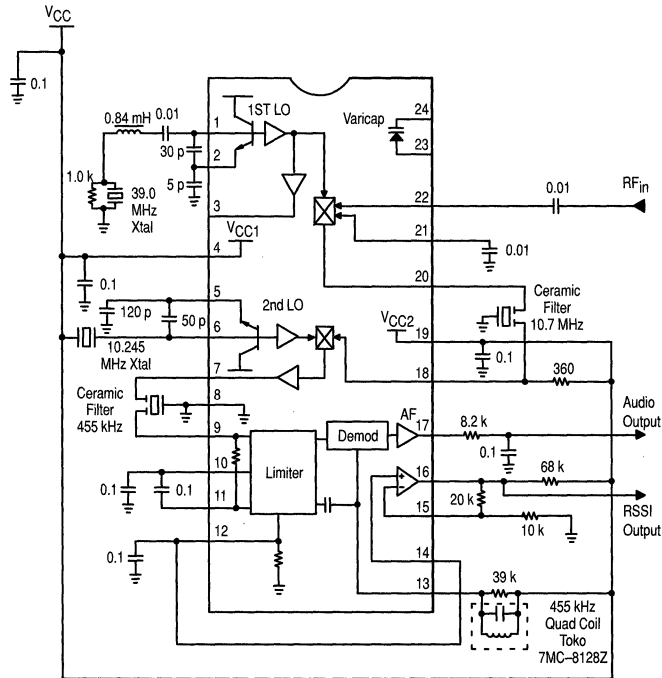 VCC
0.1
0.84 mH
0.01
1
1ST LO
24
Varicap
23
30 p
2
1.0 k
5 p
39.0
MHz
Xtal
3
22
0.01
RFin
21
0.01
4
VCC1
0.1
20
5
2nd LO
Ceramic
Filter
10.7 MHz
120 p
50 p
VCC2
19
6
0.1
10.245
MHz Xtal
7
18
360
Ceramic
Filter
455 kHz
8
AF
17
Audio
Output
9
Demod
8.2 k
0.1
Limiter
10
16
68 k
0.1
0.1
20 k
RSSI
Output
11
15
10 k
12
14
0.1
13
39 k
455 kHz
Quad Coil
Toko
7MC–8128Z